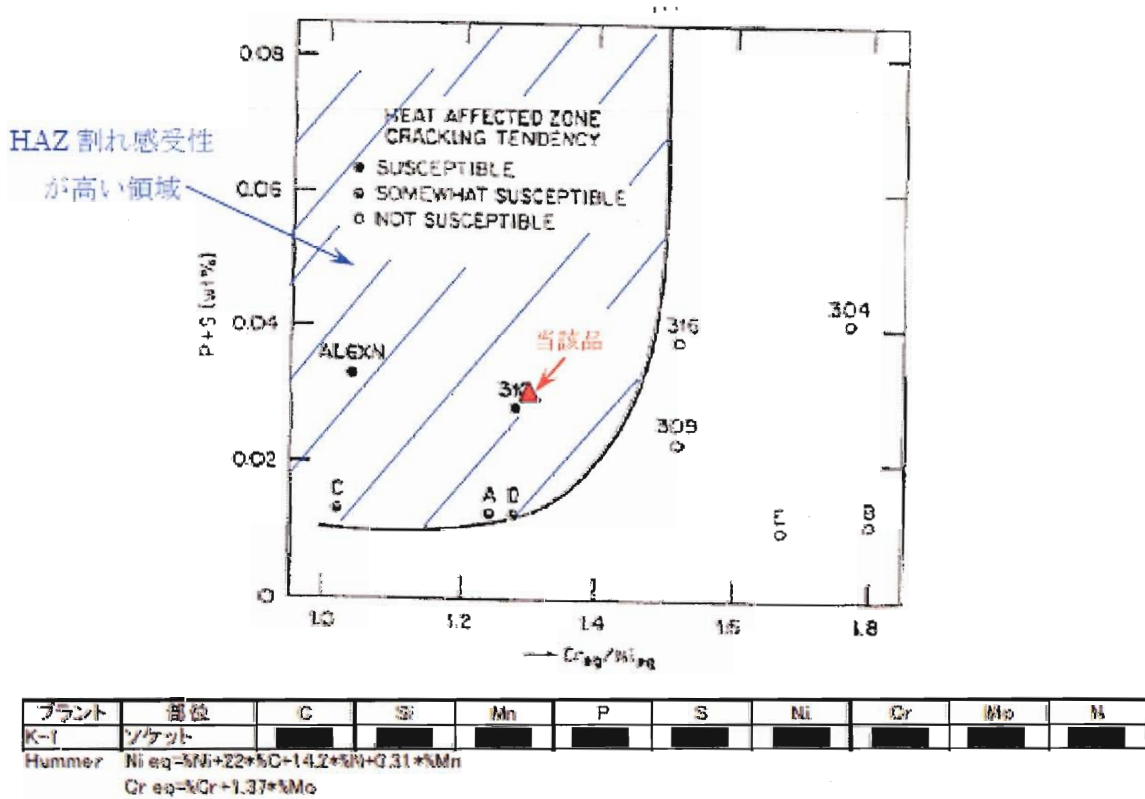 0.08
HEAT AFFECTED ZONE
CRACKING TENDENCY
SUSCEPTIBLE
SOMEWHAT SUSCEPTIBLE
NOT SUSCEPTIBLE
HAZ 割れ感受性
が高い領域
0.06
P+S (wt%)
0.04
ALEXN
当該品
316
304
309
0.02
C
A
D
B
0
1.0
1.2
1.4
1.6
1.8
Cr eq/Ni eq
プラント 部位 C Si Mn P S Ni Cr Mo N
K-1 ソケット
Hummer Ni eq=%Ni+22*%C+14.2*%N+0.31*%Mn
Cr eq=%Cr+1.37*%Mo